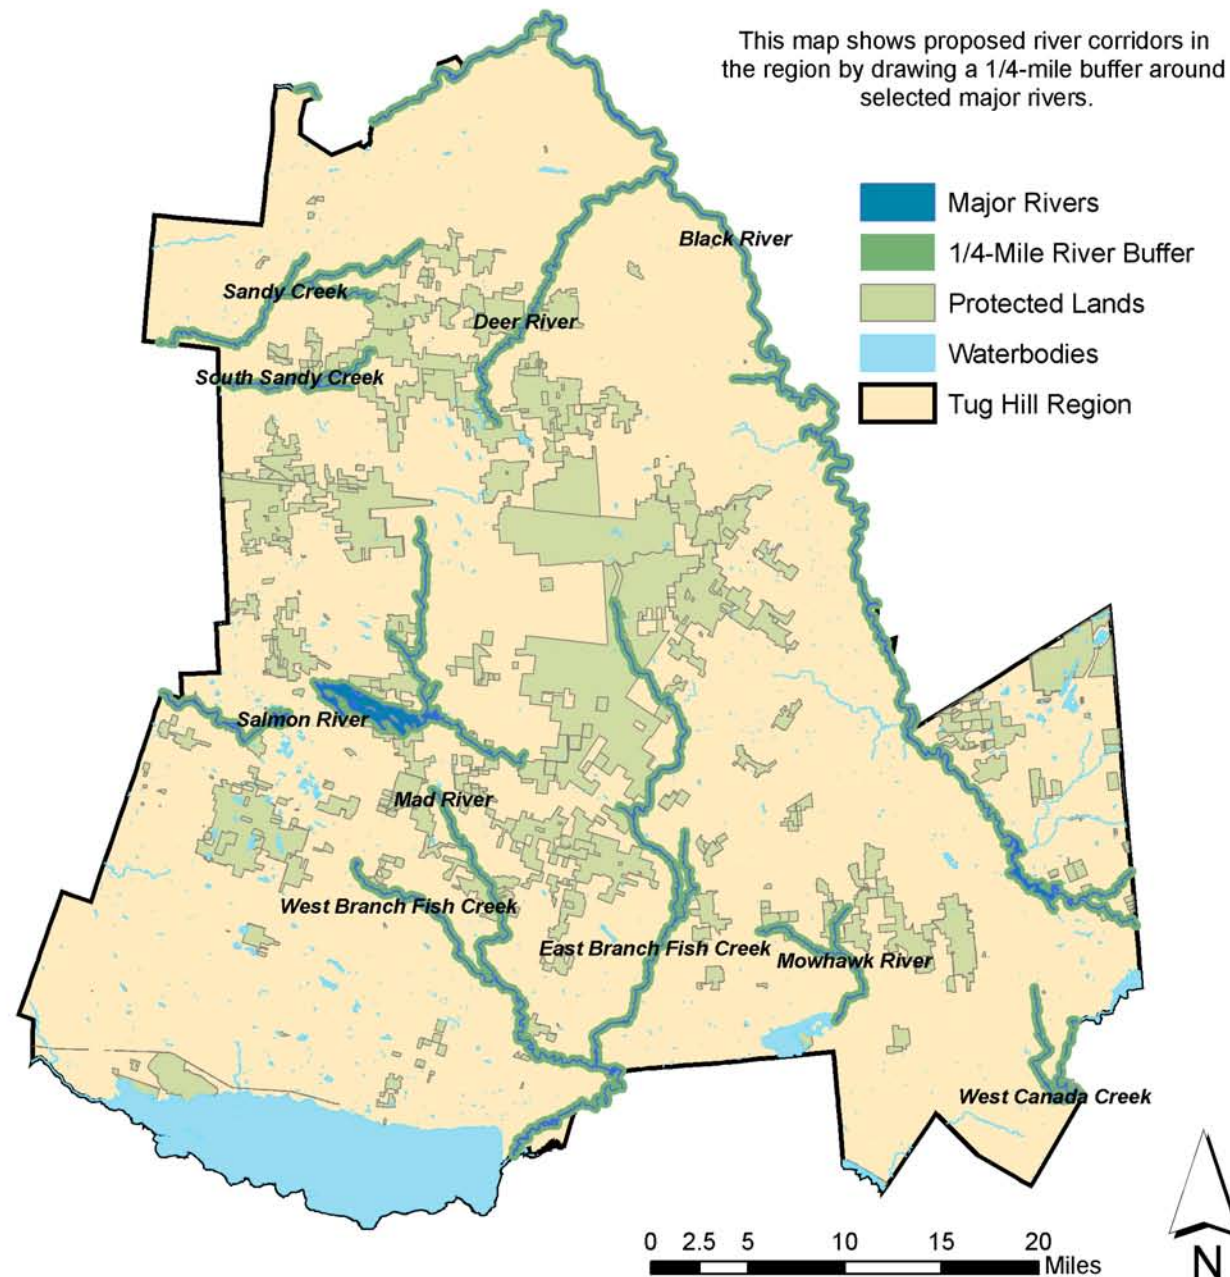 This map shows proposed river corridors in
the region by drawing a 1/4-mile buffer around
selected major rivers.
Major Rivers
1/4-Mile River Buffer
Protected Lands
Waterbodies
Tug Hill Region
Black River
Sandy Creek
Deer River
South Sandy Creek
Salmon River
Mad River
West Branch Fish Creek
East Branch Fish Creek
Mowhawk River
West Canada Creek
0 2.5 5 10 15 20
Miles
N